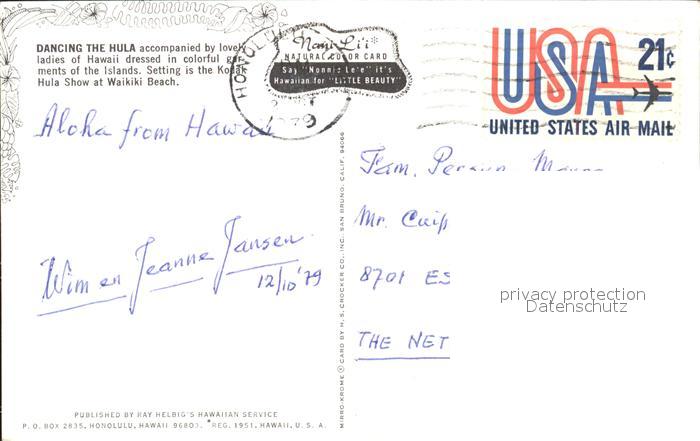 DANCING THE HULA accompanied by lovely
ladies of Hawaii dressed in colorful gar-
ments of the Islands. Setting is the Kodak
Hula Show at Waikiki Beach.
HONOLULU
1979
Nani Li'i*
NATURAL COLOR CARD
Say "Nonnie Le'e" it's
Hawaiian for "LITTLE BEAUTY"
USA 21¢
UNITED STATES AIR MAIL
Aloha from Hawaii
Wim en Jeanne Jansen
12/10 '79
MIRRO-KROME ® CARD BY H. S. CROCKER CO., INC. SAN BRUNO, CALIF. 94066
Fam.
Mr.
8701 ES
THE NET
privacy protection
Datenschutz
PUBLISHED BY RAY HELBIG'S HAWAIIAN SERVICE
P. O. BOX 2835, HONOLULU, HAWAII 96803. *REG. 1951, HAWAII, U. S. A.